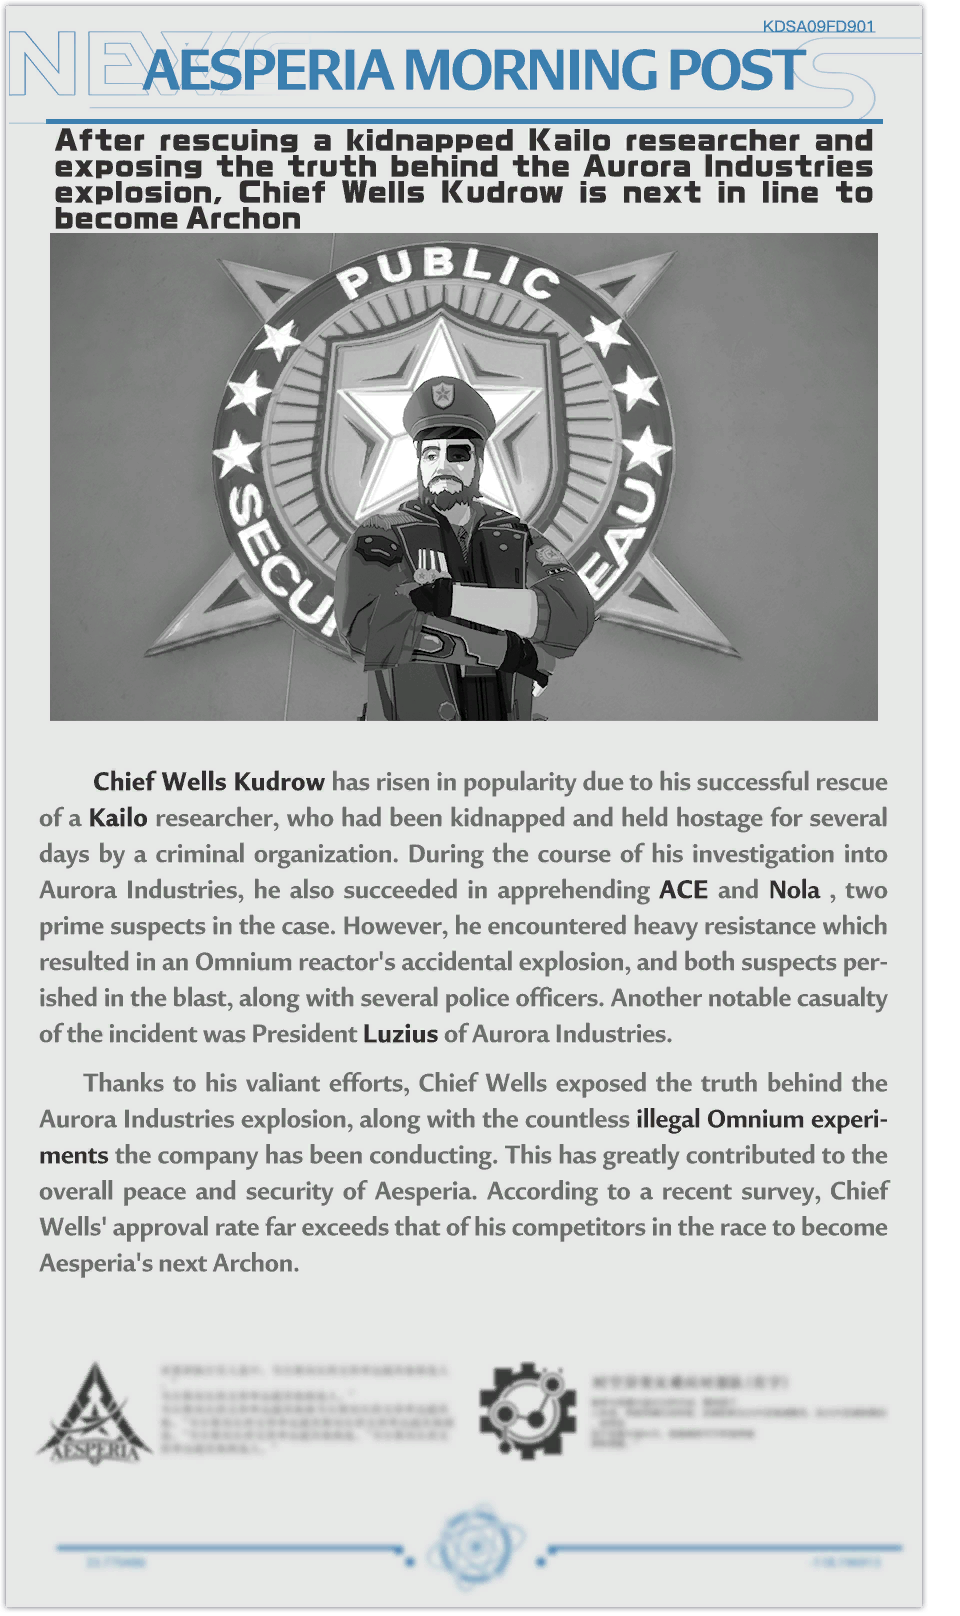 KDSA09FD901
NEWS
AESPERIA MORNING POST
After rescuing a kidnapped Kailo researcher and
exposing the truth behind the Aurora Industries
explosion, Chief Wells Kudrow is next in line to
become Archon
PUBLIC
SECUR
EAU
Chief Wells Kudrow has risen in popularity due to his successful rescue
of a Kailo researcher, who had been kidnapped and held hostage for several
days by a criminal organization. During the course of his investigation into
Aurora Industries, he also succeeded in apprehending ACE and Nola , two
prime suspects in the case. However, he encountered heavy resistance which
resulted in an Omnium reactor's accidental explosion, and both suspects per-
ished in the blast, along with several police officers. Another notable casualty
of the incident was President Luzius of Aurora Industries.
Thanks to his valiant efforts, Chief Wells exposed the truth behind the
Aurora Industries explosion, along with the countless illegal Omnium experi-
ments the company has been conducting. This has greatly contributed to the
overall peace and security of Aesperia. According to a recent survey, Chief
Wells' approval rate far exceeds that of his competitors in the race to become
Aesperia's next Archon.
AESPERIA